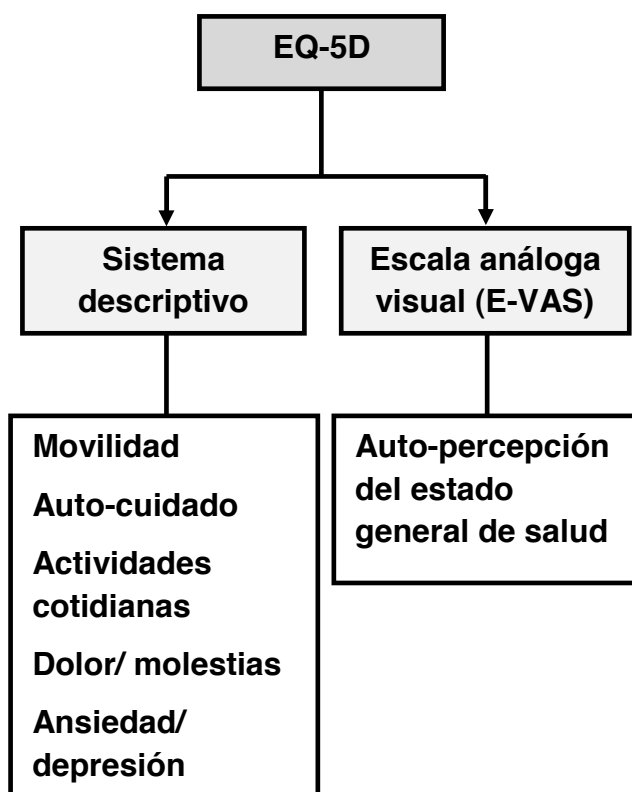 EQ-5D
Sistema
descriptivo
Escala análoga
visual (E-VAS)
Movilidad
Auto-cuidado
Actividades
cotidianas
Dolor/ molestias
Ansiedad/
depresión
Auto-percepción
del estado
general de salud